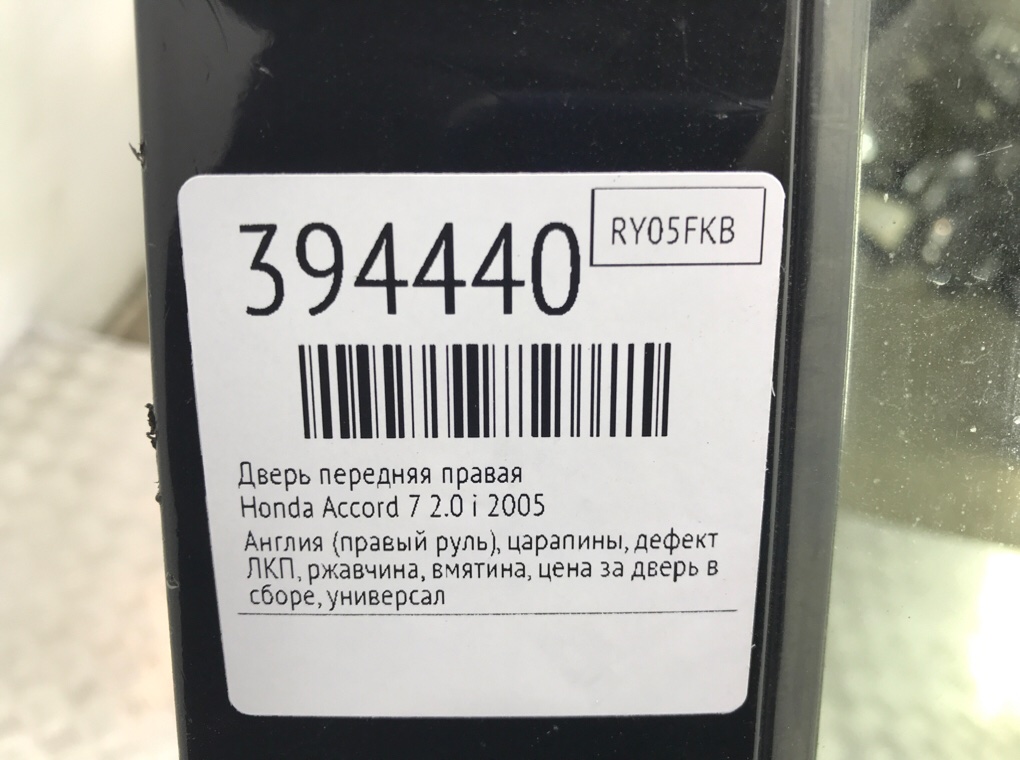 394440
RY05FKB
Дверь передняя правая
Honda Accord 7 2.0 i 2005
Англия (правый руль), царапины, дефект
ЛКП, ржавчина, вмятина, цена за дверь в
сборе, универсал